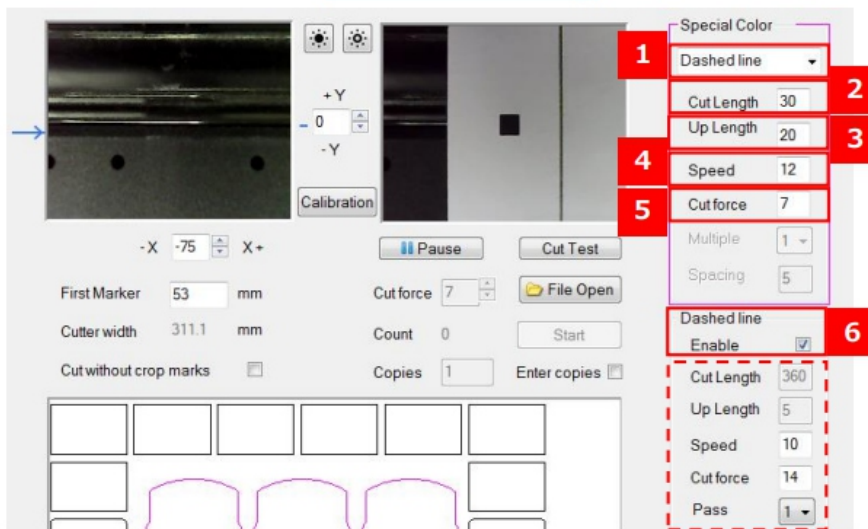 Special Color
1
Dashed line
2
Cut Length 30
Up Length 20
3
4
Speed 12
5
Cut force 7
Multiple 1
Spacing 5
+ Y
0
- Y
Calibration
-X -75 X+
Pause
Cut Test
First Marker 53 mm
Cut force 7
File Open
Cutter width 311.1 mm
Count 0
Start
Cut without crop marks
Copies 1
Enter copies
Dashed line
Enable
6
Cut Length 360
Up Length 5
Speed 10
Cut force 14
Pass 1